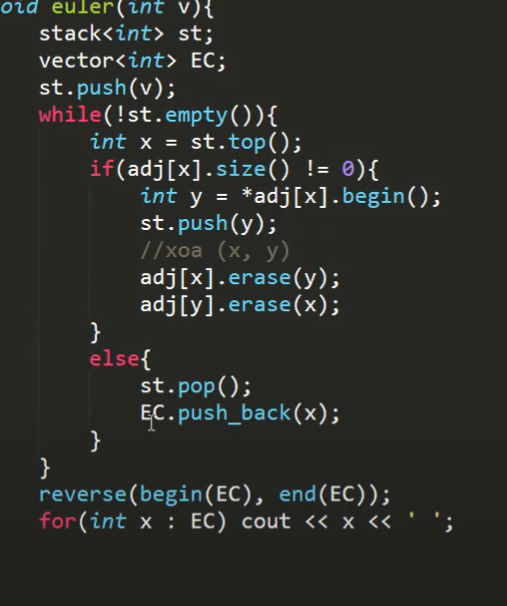 oid euler(int v){
stack<int> st;
vector<int> EC;
st.push(v);
while(!st.empty()){
int x = st.top();
if(adj[x].size() != 0){
int y = *adj[x].begin();
st.push(y);
//xoa (x, y)
adj[x].erase(y);
adj[y].erase(x);
}
else{
st.pop();
EC.push_back(x);
}
}
reverse(begin(EC), end(EC));
for(int x : EC) cout << x << ' ';